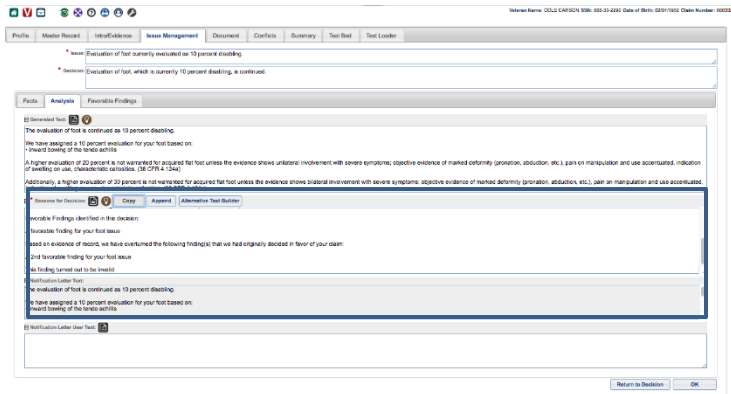 Veteran Name: COLE CARSON SSN: Date of Birth: Claim Number:
Profile Master Record Intra/Evidence Issue Management Document Conflicts Summary Text Bad Text Loader
* Issue: Evaluation of foot currently evaluated as 10 percent disabling.
* Decision: Evaluation of foot, which is currently 10 percent disabling, is continued.
Facts Analysis Favorable Findings
Generated Text:
The evaluation of foot is continued as 10 percent disabling.
We have assigned a 10 percent evaluation for your foot based on:
• Inward bowing of the tendo achillis
A higher evaluation of 20 percent is not warranted for acquired flat foot unless the evidence shows unilateral involvement with severe symptoms; objective evidence of marked deformity (pronation, abduction, etc.), pain on manipulation and use accentuated, indication
of swelling on use, characteristic callosities. (38 CFR 4.124a)
Additionally, a higher evaluation of 30 percent is not warranted for acquired flat foot unless the evidence shows bilateral involvement with severe symptoms; objective evidence of marked deformity (pronation, abduction, etc.), pain on manipulation and use accentuated,
* Reasons for Decision: Copy Append Alternative Text Builder
avorable Findings identified in this decision:
favorable finding for your foot issue
ased on evidence of record, we have overturned the following finding(s) that we had originally decided in favor of your claim:
2nd favorable finding for your foot issue
his finding turned out to be invalid
Notification Letter Text:
he evaluation of foot is continued as 10 percent disabling.
e have assigned a 10 percent evaluation for your foot based on:
nward bowing of the tendo achillis
Notification Letter User Text:
Return to Decision OK